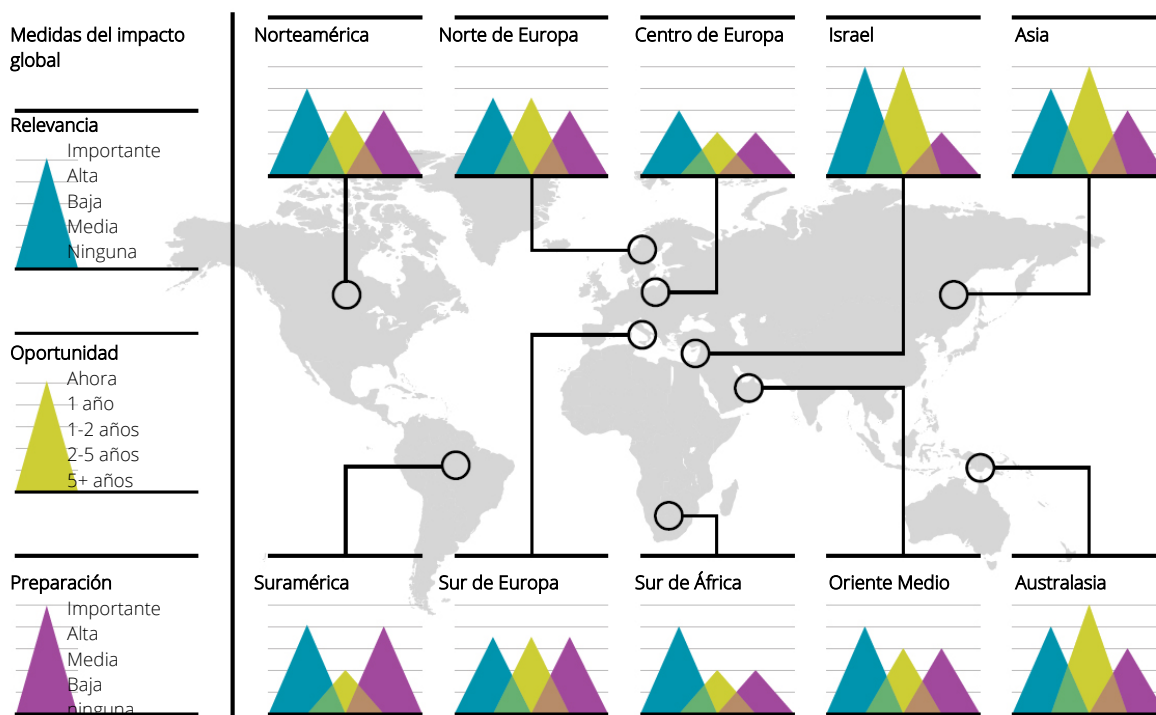 Medidas del impacto
global
Relevancia
Importante
Alta
Baja
Media
Ninguna
Oportunidad
Ahora
1 año
1-2 años
2-5 años
5+ años
Preparación
Importante
Alta
Media
Baja
ninguna
Norteamérica
Norte de Europa
Centro de Europa
Israel
Asia
Suramérica
Sur de Europa
Sur de África
Oriente Medio
Australasia